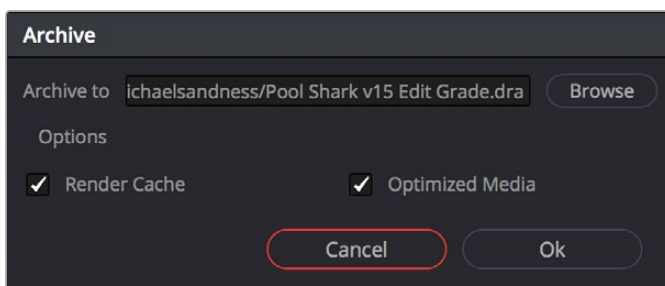 Archive
Archive to ichaelsandness/Pool Shark v15 Edit Grade.dra Browse
Options
Render Cache Optimized Media
Cancel Ok